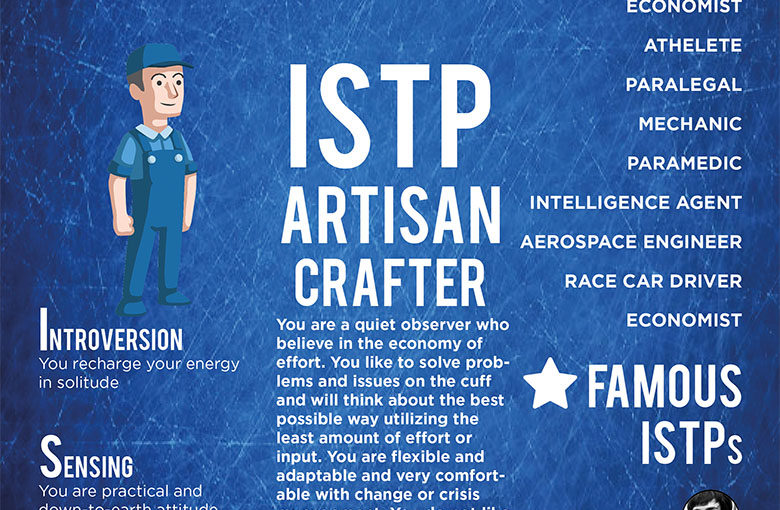 ISTP
ARTISAN
CRAFTER
You are a quiet observer who
believe in the economy of
effort. You like to solve prob-
lems and issues on the cuff
and will think about the best
possible way utilizing the
least amount of effort or
input. You are flexible and
adaptable and very comfort-
able with change or crisis
INTROVERSION
You recharge your energy
in solitude
SENSING
You are practical and
down-to-earth attitude
ECONOMIST
ATHELETE
PARALEGAL
MECHANIC
PARAMEDIC
INTELLIGENCE AGENT
AEROSPACE ENGINEER
RACE CAR DRIVER
ECONOMIST
FAMOUS
ISTPs